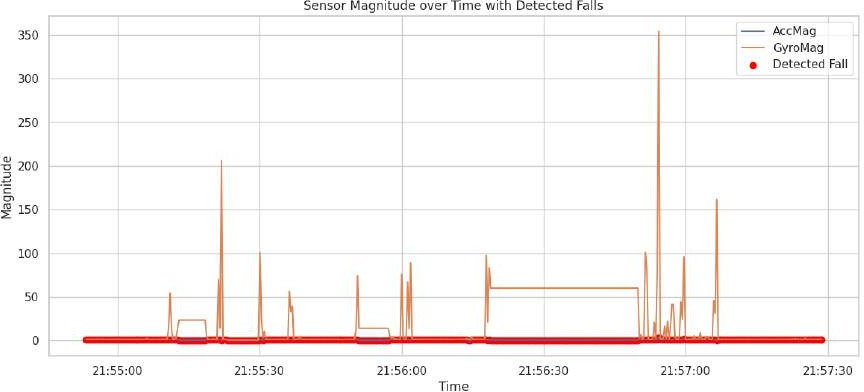 Sensor Magnitude over Time with Detected Falls
AccMag
GyroMag
Detected Fall
Magnitude
350
300
250
200
150
100
50
0
21:55:00 21:55:30 21:56:00 21:56:30 21:57:00 21:57:30
Time